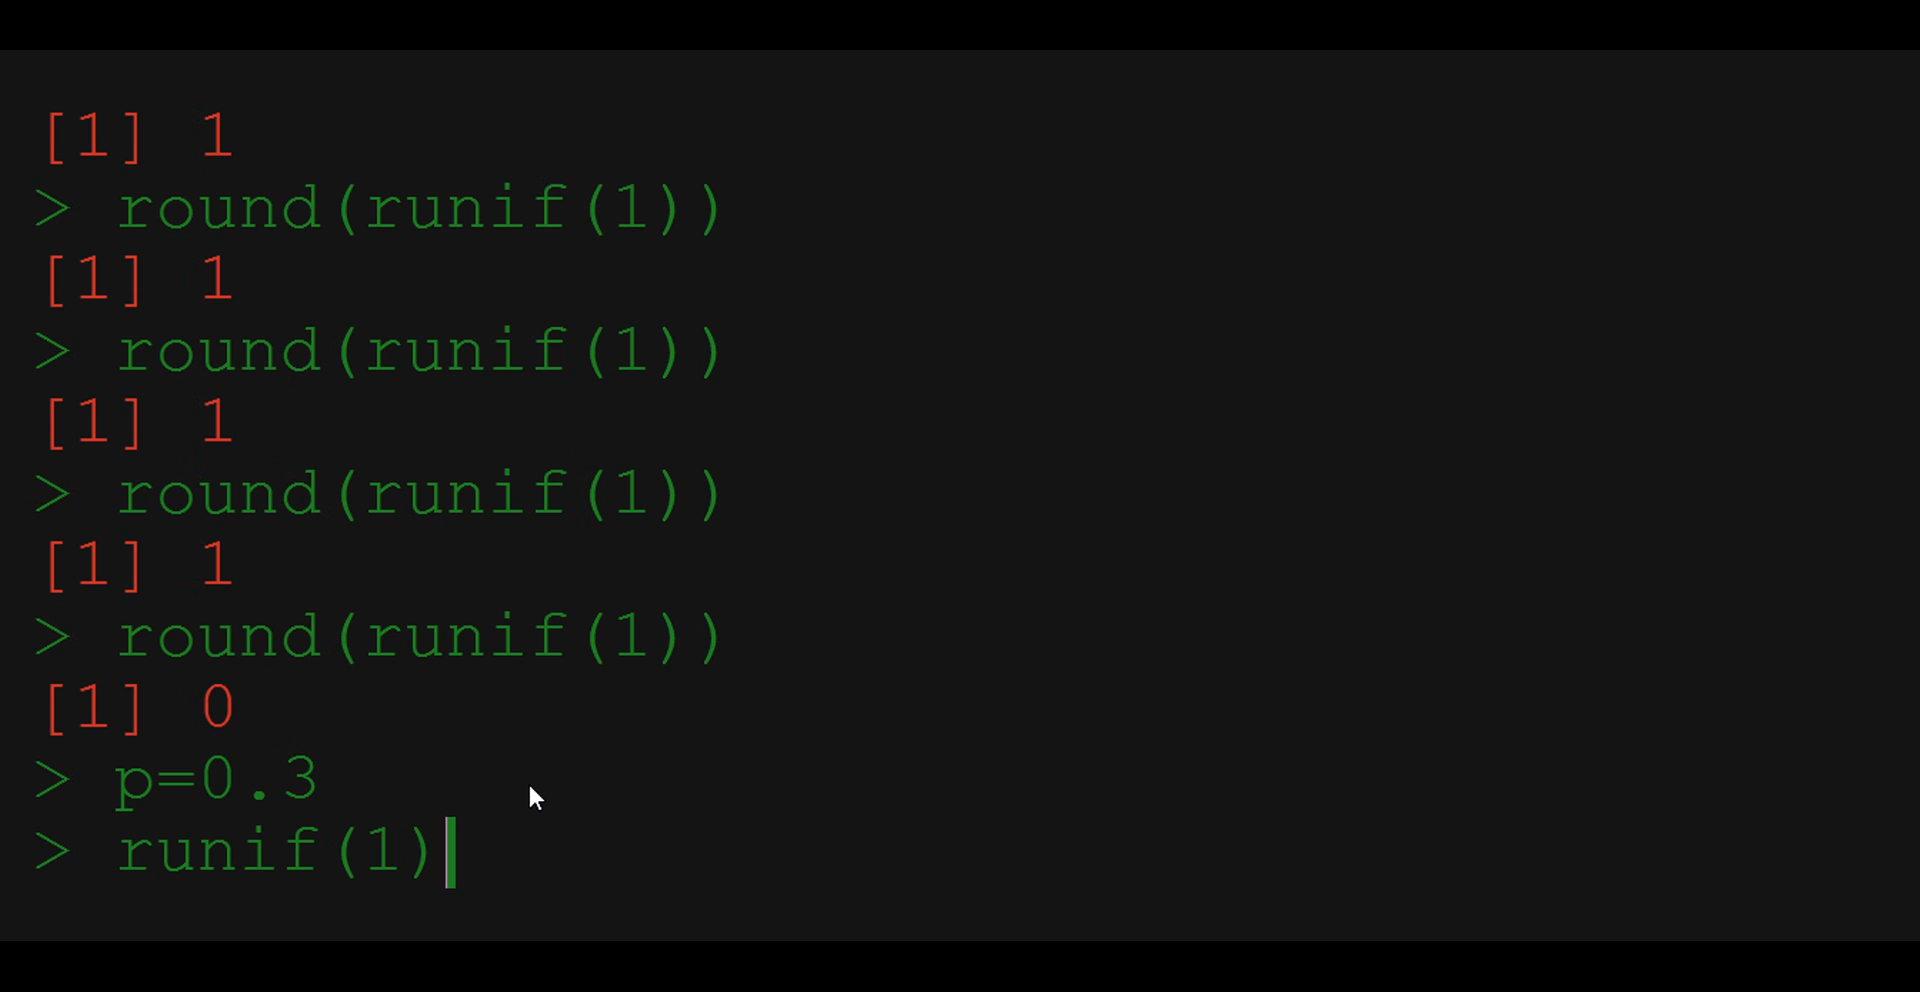 [1] 1
> round(runif(1))
[1] 1
> round(runif(1))
[1] 1
> round(runif(1))
[1] 1
> round(runif(1))
[1] 0
> p=0.3
> runif(1)